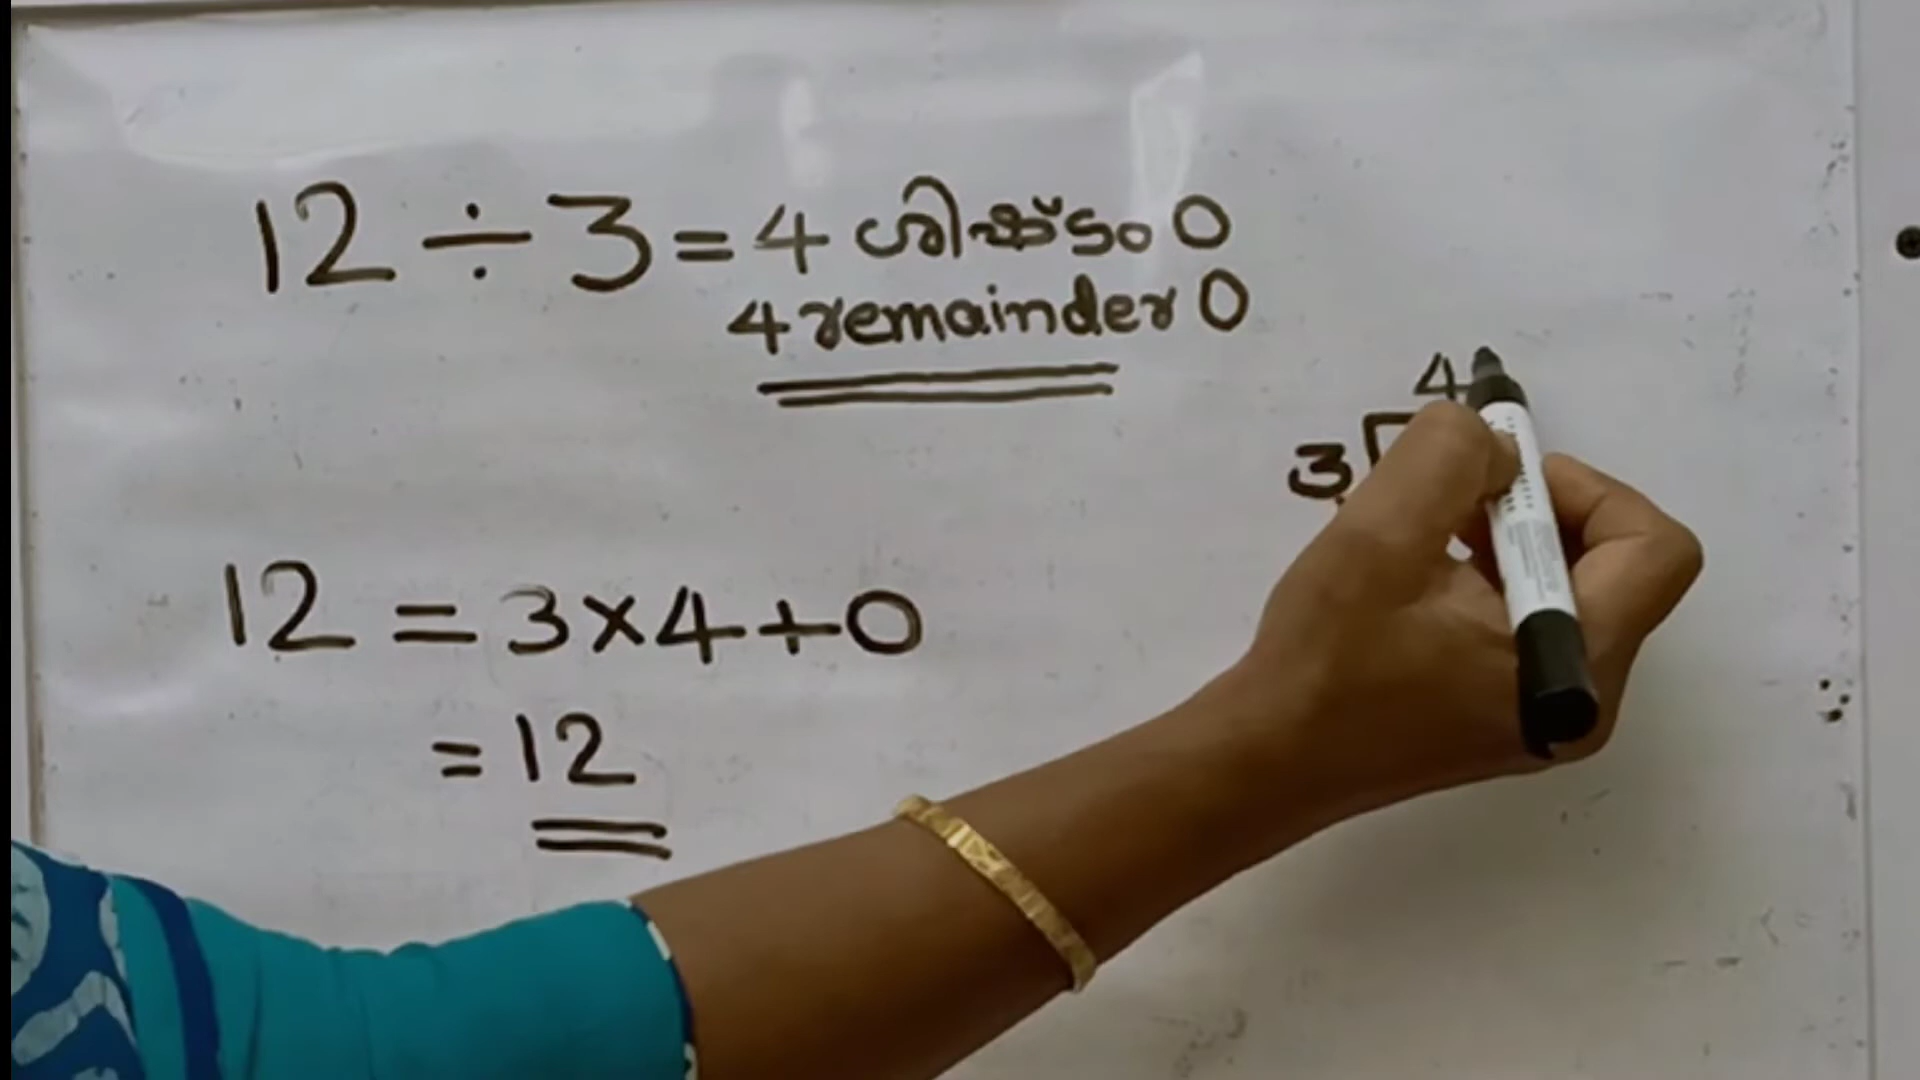 12 ÷ 3 = 4 ശിഷ്ടം 0
4 remainder 0
4
3
12 = 3 × 4 + 0
= 12